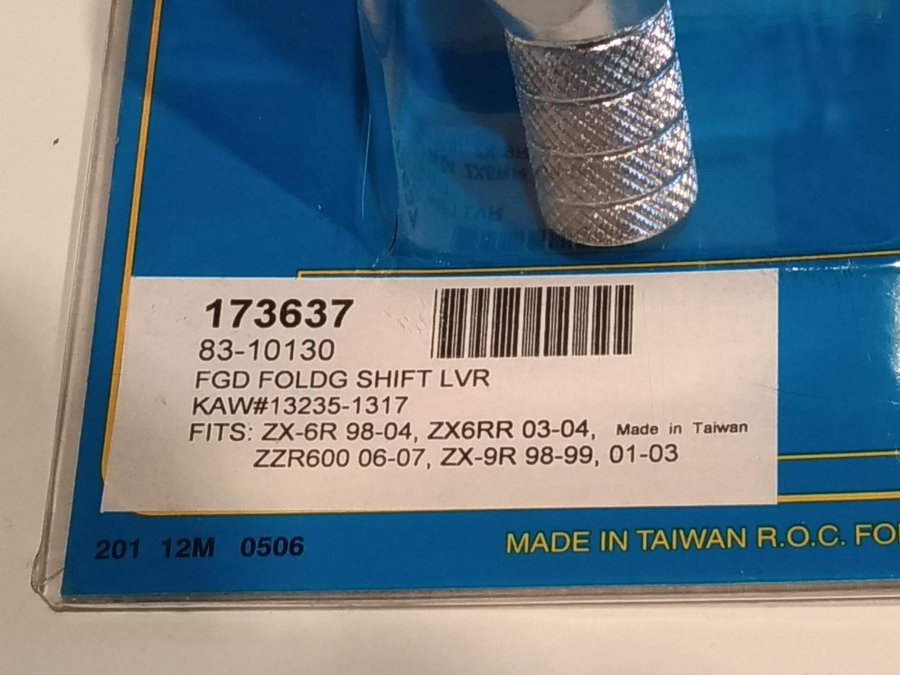 173637
83-10130
FGD FOLDG SHIFT LVR
KAW#13235-1317
FITS: ZX-6R 98-04, ZX6RR 03-04, Made in Taiwan
ZZR600 06-07, ZX-9R 98-99, 01-03
201 12M 0506
MADE IN TAIWAN R.O.C. FO